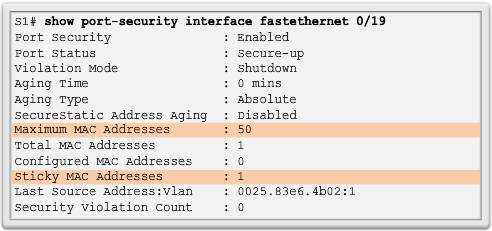 S1# show port-security interface fastethernet 0/19
Port Security              : Enabled
Port Status                : Secure-up
Violation Mode             : Shutdown
Aging Time                 : 0 mins
Aging Type                 : Absolute
SecureStatic Address Aging : Disabled
Maximum MAC Addresses      : 50
Total MAC Addresses        : 1
Configured MAC Addresses   : 0
Sticky MAC Addresses       : 1
Last Source Address:Vlan   : 0025.83e6.4b02:1
Security Violation Count   : 0